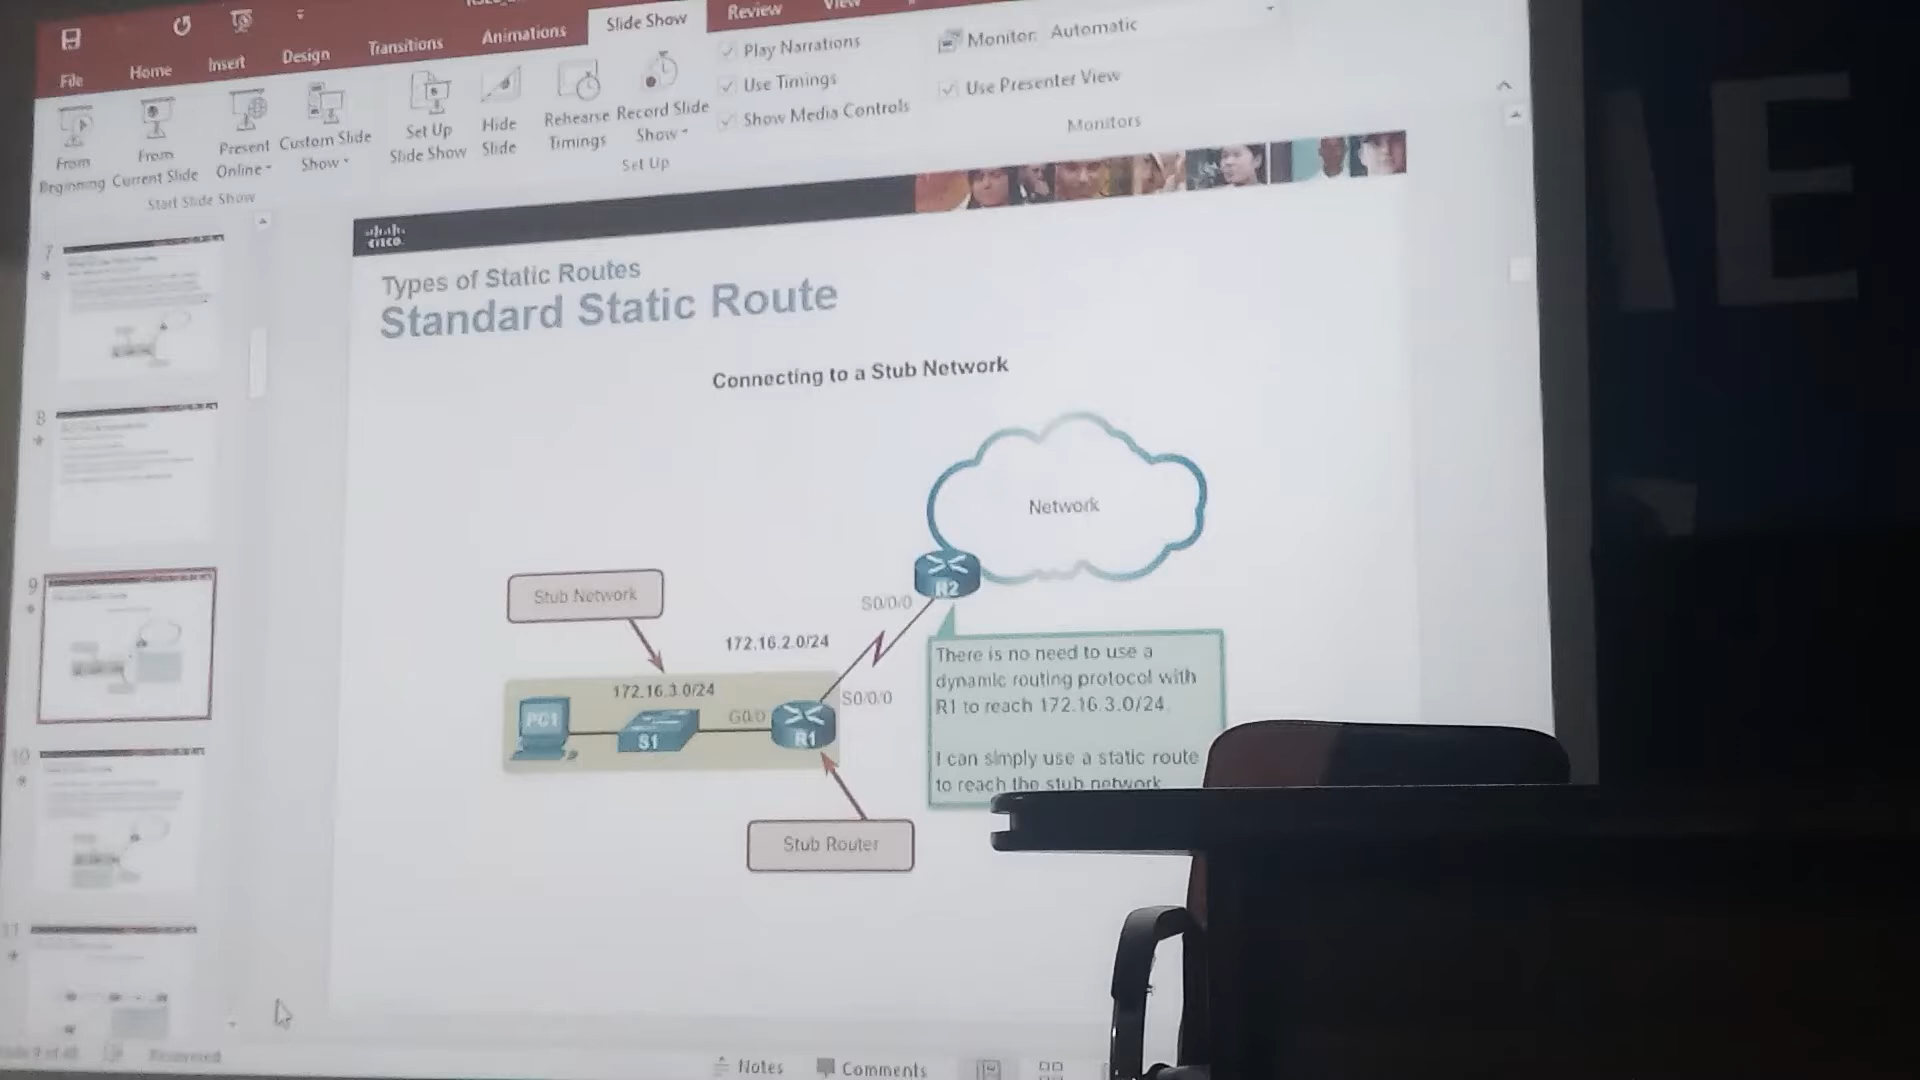 File
Home
Insert
Design
Transitions
Animations
Slide Show
Review
View
From
Beginning
From
Current Slide
Present
Online
Custom Slide
Show
Start Slide Show
Set Up
Slide Show
Hide
Slide
Rehearse
Timings
Record Slide
Show
Set Up
Play Narrations
Use Timings
Show Media Controls
Monitor: Automatic
Use Presenter View
Monitors
7
8
9
10
11
CISCO
Types of Static Routes
Standard Static Route
Connecting to a Stub Network
Network
R2
S0/0/0
Stub Network
172.16.2.0/24
172.16.3.0/24
PC1
S1
G0/0
R1
S0/0/0
There is no need to use a
dynamic routing protocol with
R1 to reach 172.16.3.0/24.
I can simply use a static route
to reach the stub network
Stub Router
Notes
Comments